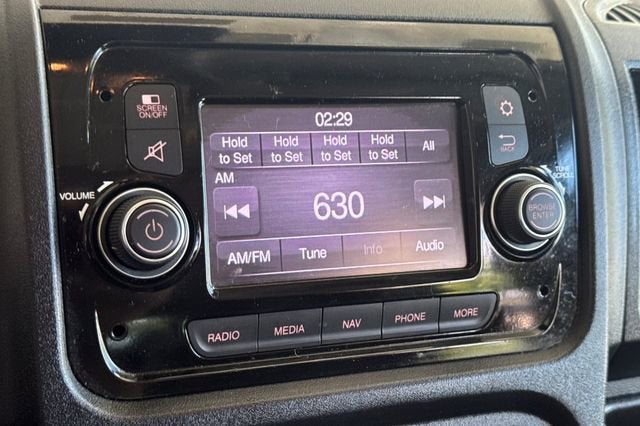 02:29
SCREEN
ON/OFF
Hold to Set Hold to Set Hold to Set Hold to Set All
BACK
AM
VOLUME
TUNE
SCROLL
630
BROWSE
ENTER
AM/FM Tune Info Audio
RADIO MEDIA NAV PHONE MORE